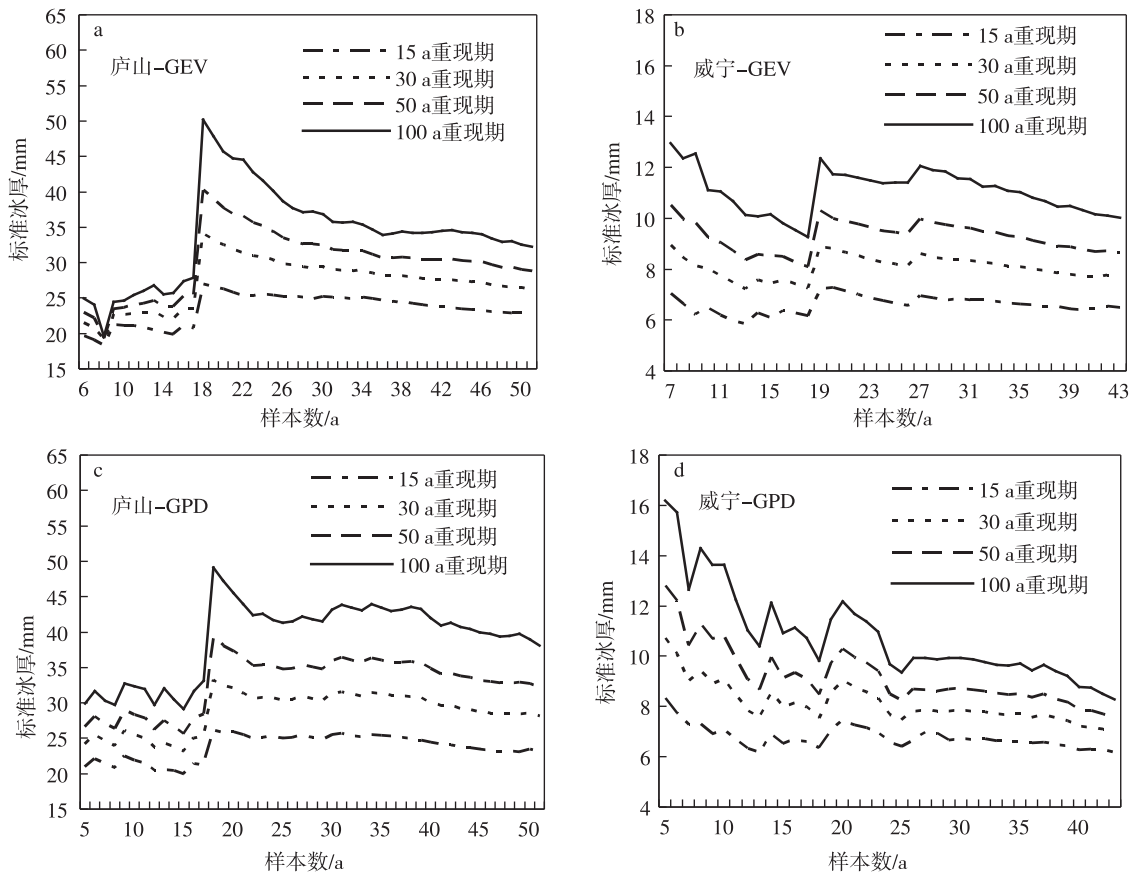 a
庐山–GEV
15 a重现期
30 a重现期
50 a重现期
100 a重现期
标准冰厚/mm
65
60
55
50
45
40
35
30
25
20
15
6 10 14 18 22 26 30 34 38 42 46 50
样本数/a
b
威宁–GEV
15 a重现期
30 a重现期
50 a重现期
100 a重现期
标准冰厚/mm
18
16
14
12
10
8
6
4
7 11 15 19 23 27 31 35 39 43
样本数/a
c
庐山–GPD
15 a重现期
30 a重现期
50 a重现期
100 a重现期
标准冰厚/mm
65
60
55
50
45
40
35
30
25
20
15
5 10 15 20 25 30 35 40 45 50
样本数/a
d
威宁–GPD
15 a重现期
30 a重现期
50 a重现期
100 a重现期
标准冰厚/mm
18
16
14
12
10
8
6
4
5 10 15 20 25 30 35 40
样本数/a